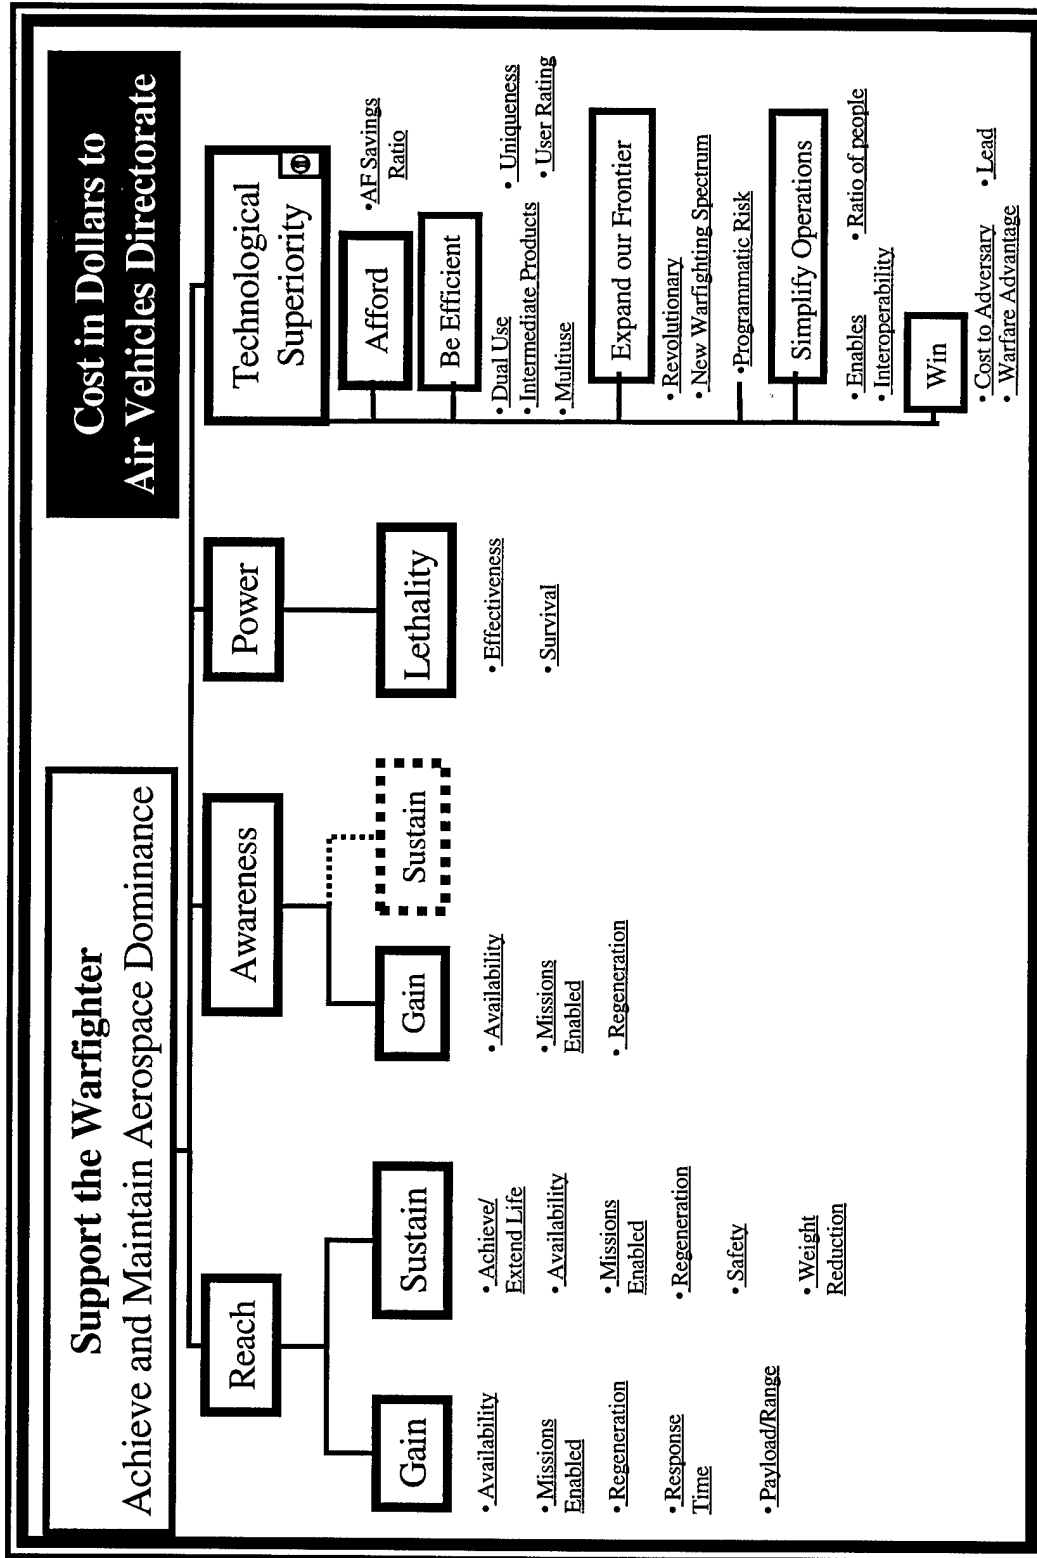 Support the Warfighter
Achieve and Maintain Aerospace Dominance
Cost in Dollars to
Air Vehicles Directorate
Reach
Gain
• Availability
• Missions
Enabled
• Regeneration
• Response
Time
• Payload/Range
Sustain
• Achieve/
Extend Life
• Availability
• Missions
Enabled
• Regeneration
• Safety
• Weight
Reduction
Awareness
Gain
• Availability
• Missions
Enabled
• Regeneration
Sustain
Power
Lethality
• Effectiveness
• Survival
Technological
Superiority
Afford
• AF Savings
Ratio
Be Efficient
• Dual Use
• Intermediate Products
• Multiuse
• Uniqueness
• User Rating
Expand our Frontier
• Revolutionary
• New Warfighting Spectrum
• Programmatic Risk
Simplify Operations
• Enables
• Interoperability
• Ratio of people
Win
• Cost to Adversary
• Warfare Advantage
• Lead